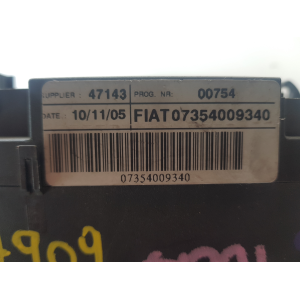 SUPPLIER : 47143 PROG. NR: 00754
DATE : 10/11/05 FIAT 07354009340
07354009340